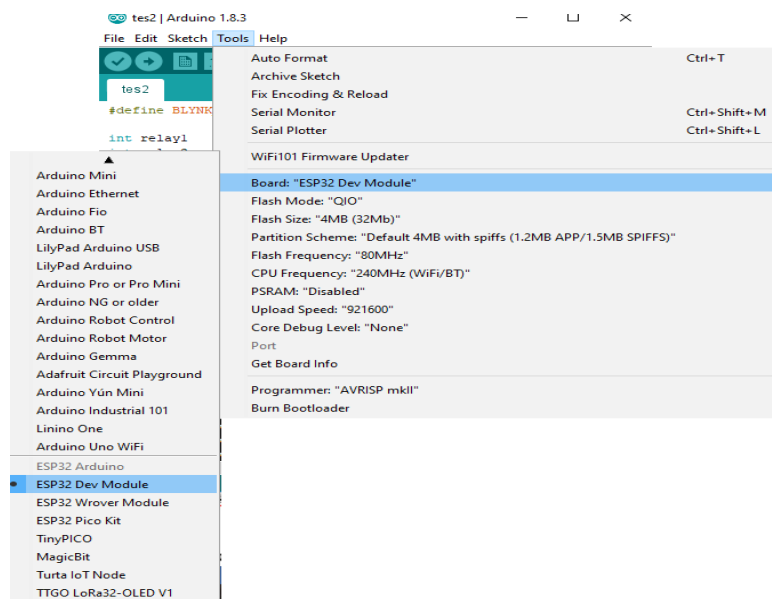 tes2 | Arduino 1.8.3
File Edit Sketch Tools Help
tes2
#define BLYNK
int relay1
Auto Format Ctrl+T
Archive Sketch
Fix Encoding & Reload
Serial Monitor Ctrl+Shift+M
Serial Plotter Ctrl+Shift+L
WiFi101 Firmware Updater
Board: "ESP32 Dev Module"
Flash Mode: "QIO"
Flash Size: "4MB (32Mb)"
Partition Scheme: "Default 4MB with spiffs (1.2MB APP/1.5MB SPIFFS)"
Flash Frequency: "80MHz"
CPU Frequency: "240MHz (WiFi/BT)"
PSRAM: "Disabled"
Upload Speed: "921600"
Core Debug Level: "None"
Port
Get Board Info
Programmer: "AVRISP mkII"
Burn Bootloader
Arduino Mini
Arduino Ethernet
Arduino Fio
Arduino BT
LilyPad Arduino USB
LilyPad Arduino
Arduino Pro or Pro Mini
Arduino NG or older
Arduino Robot Control
Arduino Robot Motor
Arduino Gemma
Adafruit Circuit Playground
Arduino Yún Mini
Arduino Industrial 101
Linino One
Arduino Uno WiFi
ESP32 Arduino
ESP32 Dev Module
ESP32 Wrover Module
ESP32 Pico Kit
TinyPICO
MagicBit
Turta IoT Node
TTGO LoRa32-OLED V1